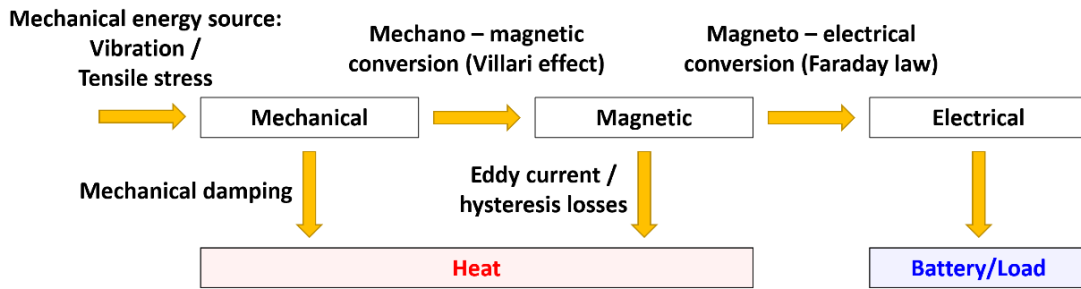 Mechanical energy source:
Vibration /
Tensile stress
Mechano – magnetic
conversion (Villari effect)
Magneto – electrical
conversion (Faraday law)
Mechanical
Magnetic
Electrical
Mechanical damping
Eddy current /
hysteresis losses
Heat
Battery/Load